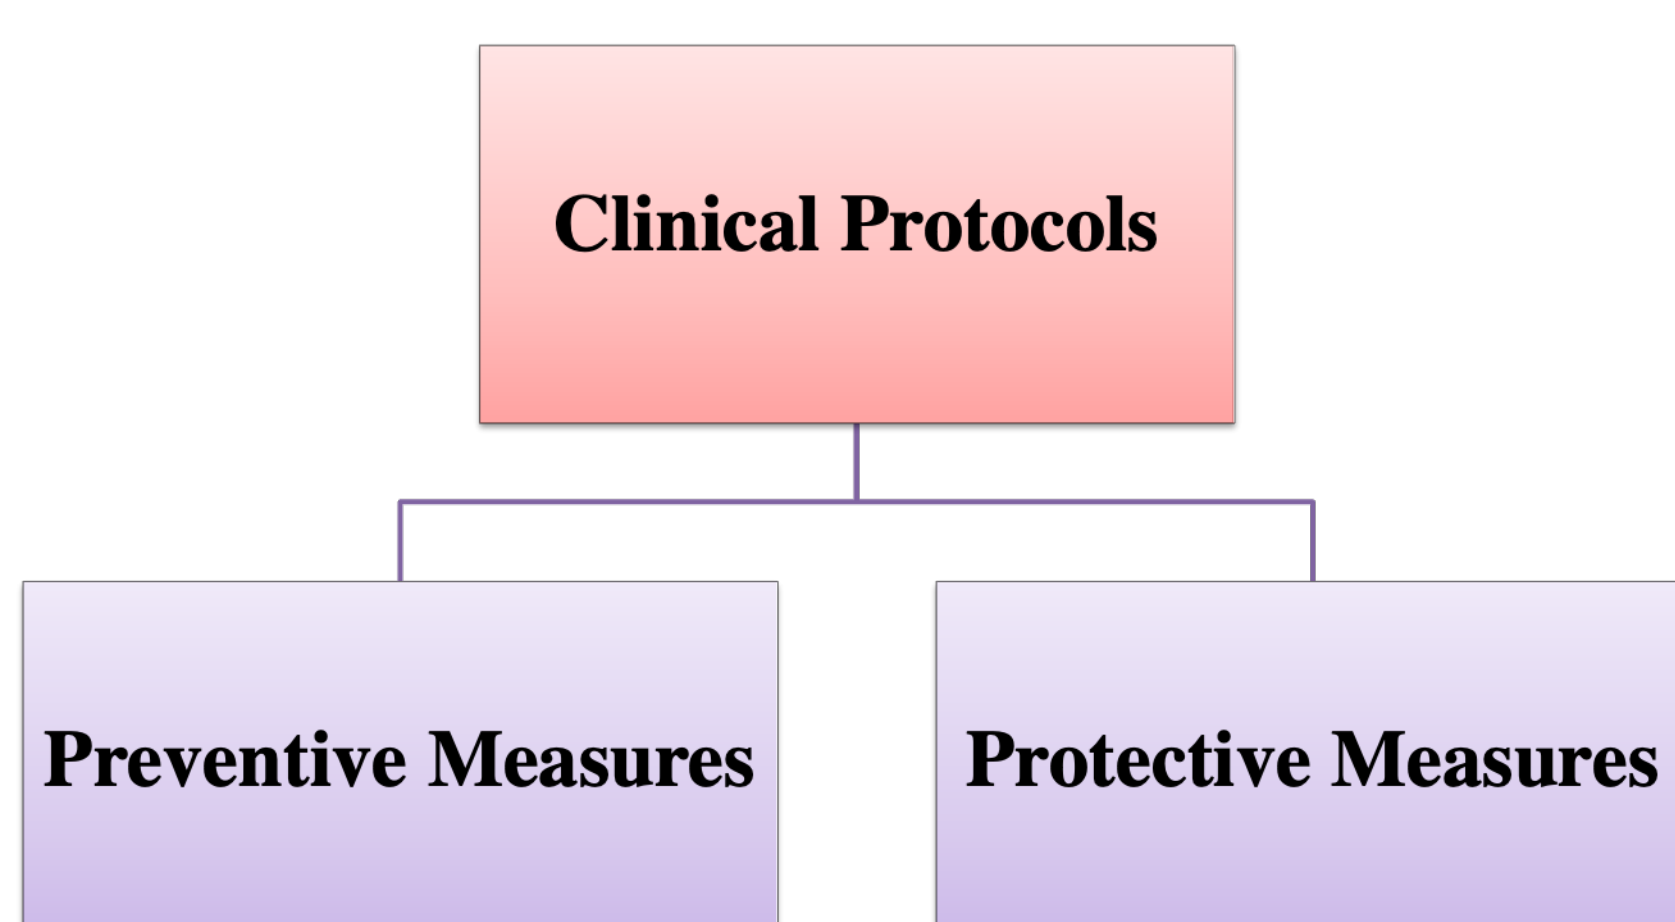 Clinical Protocols
Preventive Measures
Protective Measures